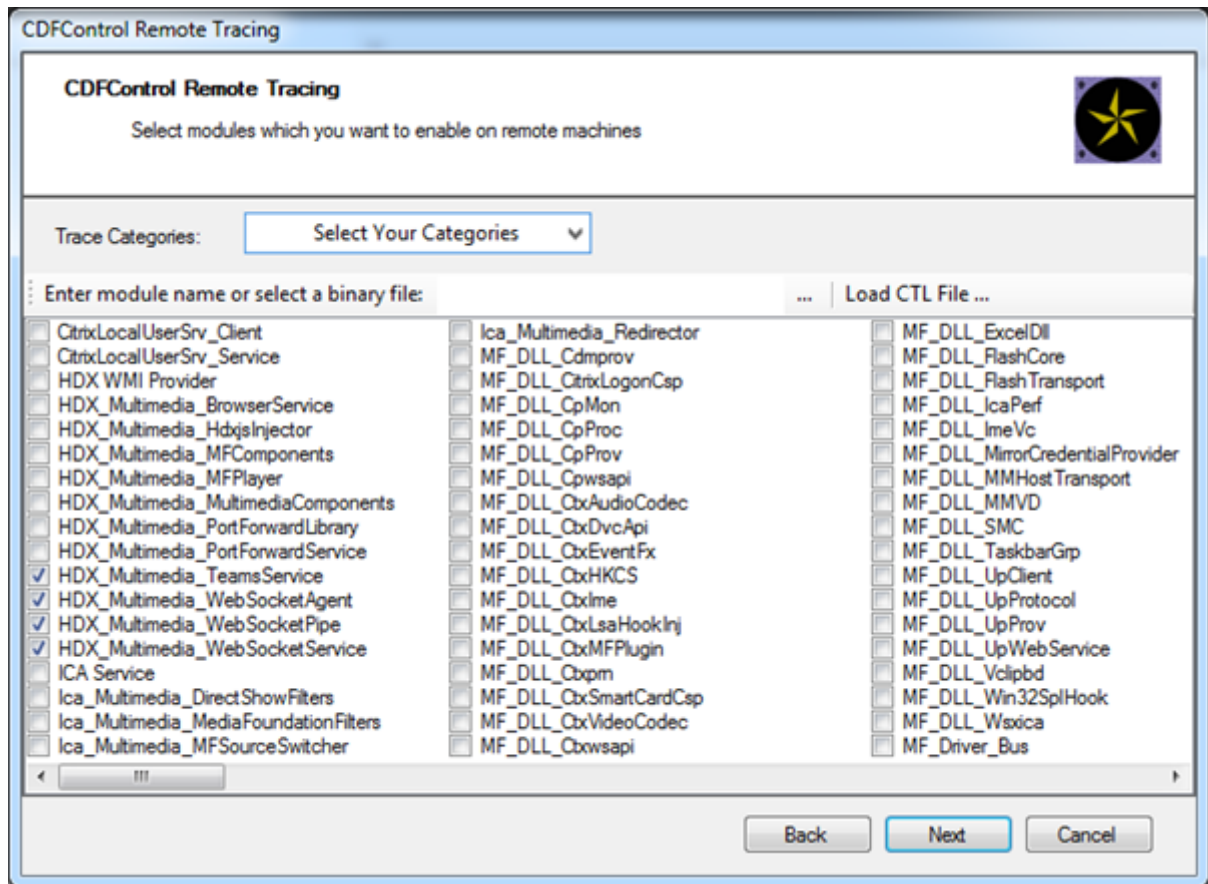 CDFControl Remote Tracing
CDFControl Remote Tracing
Select modules which you want to enable on remote machines
Trace Categories:
Select Your Categories
Enter module name or select a binary file:
...
Load CTL File ...
CitrixLocalUserSrv_Client
CitrixLocalUserSrv_Service
HDX WMI Provider
HDX_Multimedia_BrowserService
HDX_Multimedia_HdxjsInjector
HDX_Multimedia_MFComponents
HDX_Multimedia_MFPlayer
HDX_Multimedia_MultimediaComponents
HDX_Multimedia_PortForwardLibrary
HDX_Multimedia_PortForwardService
HDX_Multimedia_TeamsService
HDX_Multimedia_WebSocketAgent
HDX_Multimedia_WebSocketPipe
HDX_Multimedia_WebSocketService
ICA Service
Ica_Multimedia_DirectShowFilters
Ica_Multimedia_MediaFoundationFilters
Ica_Multimedia_MFSourceSwitcher
Ica_Multimedia_Redirector
MF_DLL_Cdmprov
MF_DLL_CitrixLogonCsp
MF_DLL_CpMon
MF_DLL_CpProc
MF_DLL_CpProv
MF_DLL_Cpwsapi
MF_DLL_CtxAudioCodec
MF_DLL_CtxDvcApi
MF_DLL_CtxEventFx
MF_DLL_CtxHKCS
MF_DLL_CtxIme
MF_DLL_CtxLsaHookInj
MF_DLL_CtxMFPlugin
MF_DLL_Ctxpm
MF_DLL_CtxSmartCardCsp
MF_DLL_CtxVideoCodec
MF_DLL_Ctxwsapi
MF_DLL_ExcelDll
MF_DLL_FlashCore
MF_DLL_FlashTransport
MF_DLL_IcaPerf
MF_DLL_ImeVc
MF_DLL_MirrorCredentialProvider
MF_DLL_MMHostTransport
MF_DLL_MMVD
MF_DLL_SMC
MF_DLL_TaskbarGrp
MF_DLL_UpClient
MF_DLL_UpProtocol
MF_DLL_UpProv
MF_DLL_UpWebService
MF_DLL_Vclipbd
MF_DLL_Win32SplHook
MF_DLL_Wsxica
MF_Driver_Bus
Back
Next
Cancel